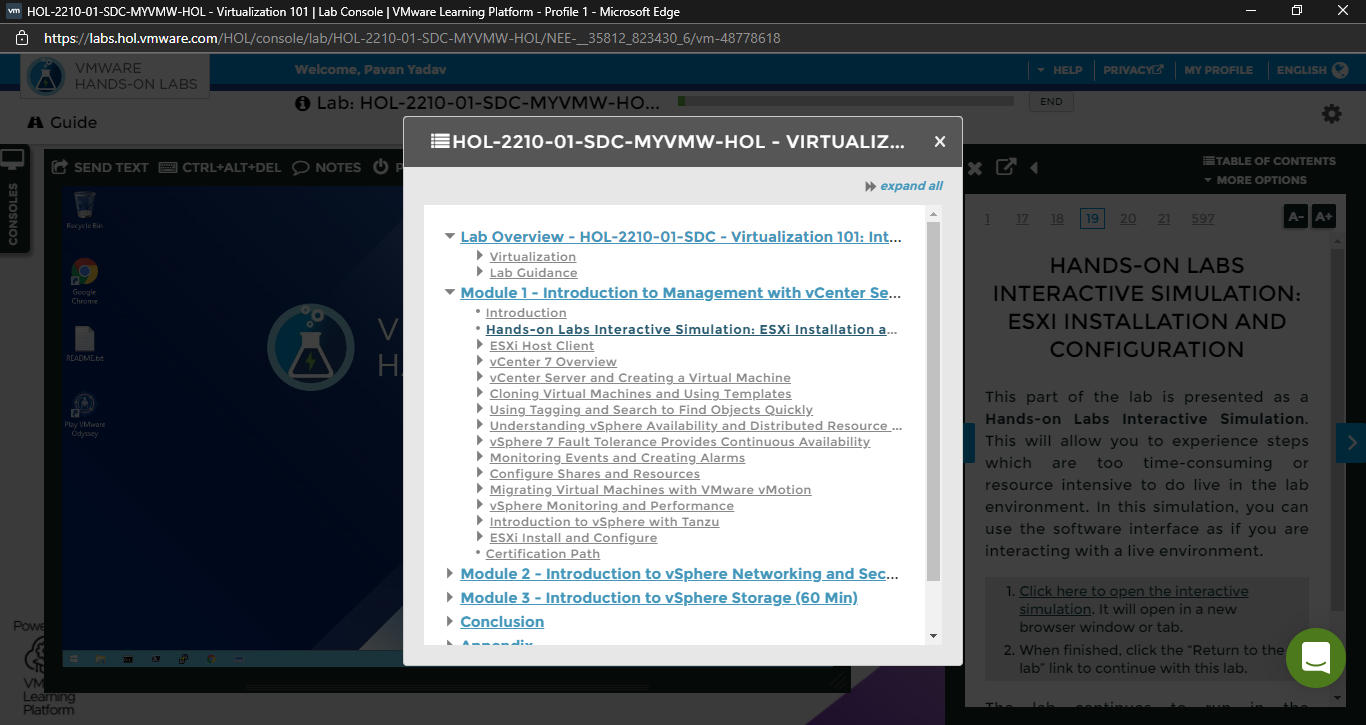 vm HOL-2210-01-SDC-MYVMW-HOL - Virtualization 101 | Lab Console | VMware Learning Platform - Profile 1 - Microsoft Edge
https://labs.hol.vmware.com/HOL/console/lab/HOL-2210-01-SDC-MYVMW-HOL/NEE-__35812_823430_6/vm-48778618
VMWARE
HANDS-ON LABS
Welcome, Pavan Yadav
HELP
PRIVACY
MY PROFILE
ENGLISH
Lab: HOL-2210-01-SDC-MYVMW-HO...
END
Guide
CONSOLES
SEND TEXT
CTRL+ALT+DEL
NOTES
P
Recycle Bin
Google
Chrome
README.txt
Play VMware
Odyssey
V
H
HOL-2210-01-SDC-MYVMW-HOL - VIRTUALIZ...
expand all
Lab Overview - HOL-2210-01-SDC - Virtualization 101: Int...
Virtualization
Lab Guidance
Module 1 - Introduction to Management with vCenter Se...
Introduction
Hands-on Labs Interactive Simulation: ESXi Installation a...
ESXi Host Client
vCenter 7 Overview
vCenter Server and Creating a Virtual Machine
Cloning Virtual Machines and Using Templates
Using Tagging and Search to Find Objects Quickly
Understanding vSphere Availability and Distributed Resource ...
vSphere 7 Fault Tolerance Provides Continuous Availability
Monitoring Events and Creating Alarms
Configure Shares and Resources
Migrating Virtual Machines with VMware vMotion
vSphere Monitoring and Performance
Introduction to vSphere with Tanzu
ESXi Install and Configure
Certification Path
Module 2 - Introduction to vSphere Networking and Sec...
Module 3 - Introduction to vSphere Storage (60 Min)
Conclusion
Appendix
TABLE OF CONTENTS
MORE OPTIONS
1 17 18 19 20 21 597
A- A+
HANDS-ON LABS
INTERACTIVE SIMULATION:
ESXI INSTALLATION AND
CONFIGURATION
This part of the lab is presented as a
Hands-on Labs Interactive Simulation.
This will allow you to experience steps
which are too time-consuming or
resource intensive to do live in the lab
environment. In this simulation, you can
use the software interface as if you are
interacting with a live environment.
1. Click here to open the interactive
simulation. It will open in a new
browser window or tab.
2. When finished, click the "Return to the
lab" link to continue with this lab.
The lab continues to run in the
Powe
VM
Learning
Platform